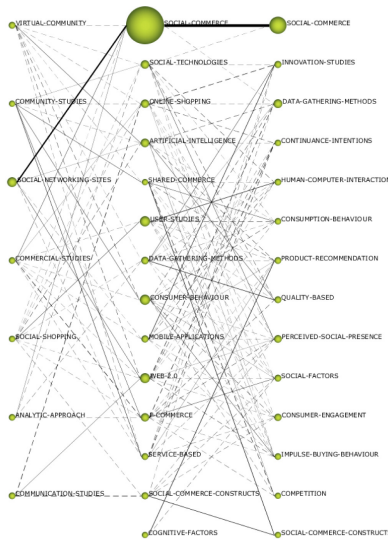 VIRTUAL-COMMUNITY
SOCIAL-COMMERCE
SOCIAL-COMMERCE
SOCIAL-TECHNOLOGIES
INNOVATION-STUDIES
COMMUNITY-STUDIES
ONLINE-SHOPPING
DATA-GATHERING-METHODS
ARTIFICIAL-INTELLIGENCE
CONTINUANCE-INTENTIONS
SOCIAL-NETWORKING-SITES
SHARED-COMMERCE
HUMAN-COMPUTER-INTERACTION
USER-STUDIES
CONSUMPTION-BEHAVIOUR
COMMERCIAL-STUDIES
DATA-GATHERING-METHODS
PRODUCT-RECOMMENDATION
CONSUMER-BEHAVIOUR
QUALITY-BASED
SOCIAL-SHOPPING
MOBILE-APPLICATIONS
PERCEIVED-SOCIAL-PRESENCE
WEB-2.0
SOCIAL-FACTORS
ANALYTIC-APPROACH
E-COMMERCE
CONSUMER-ENGAGEMENT
SERVICE-BASED
IMPULSE-BUYING-BEHAVIOUR
COMMUNICATION-STUDIES
SOCIAL-COMMERCE-CONSTRUCTS
COMPETITION
COGNITIVE-FACTORS
SOCIAL-COMMERCE-CONSTRUCTS